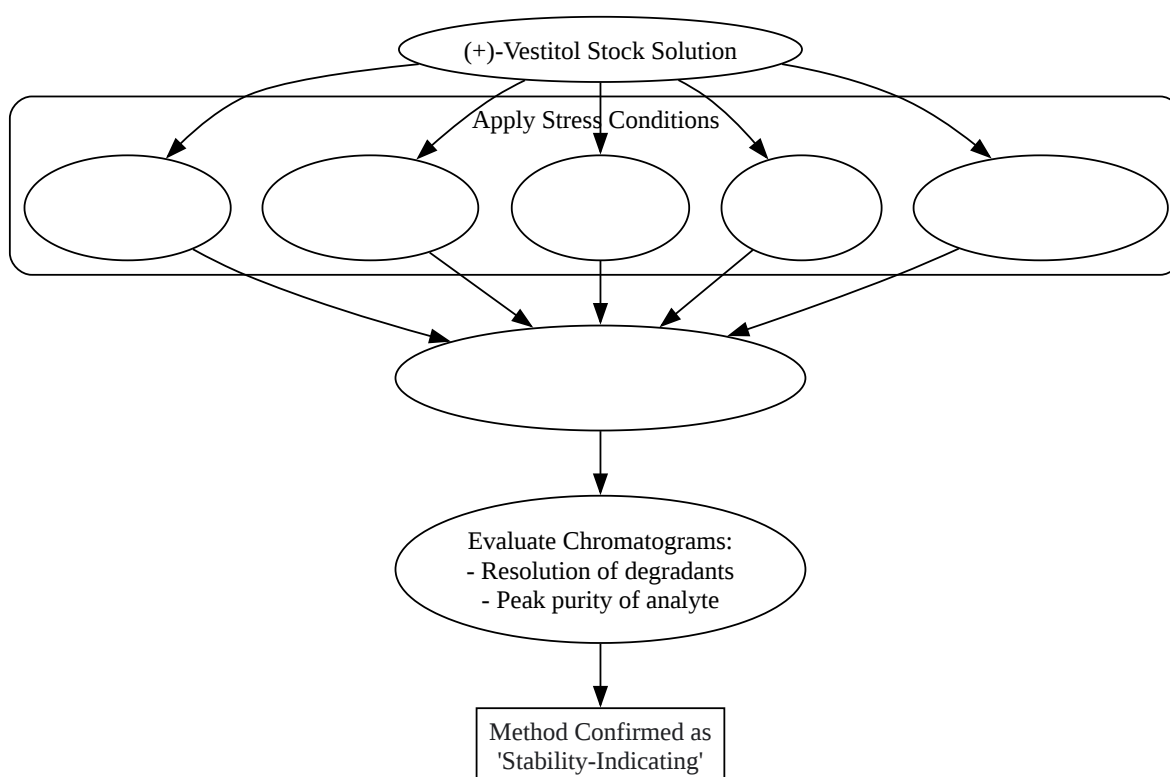 (+)-Vestitol Stock Solution
Apply Stress Conditions
Evaluate Chromatograms:
- Resolution of degradants
- Peak purity of analyte
Method Confirmed as
'Stability-Indicating'